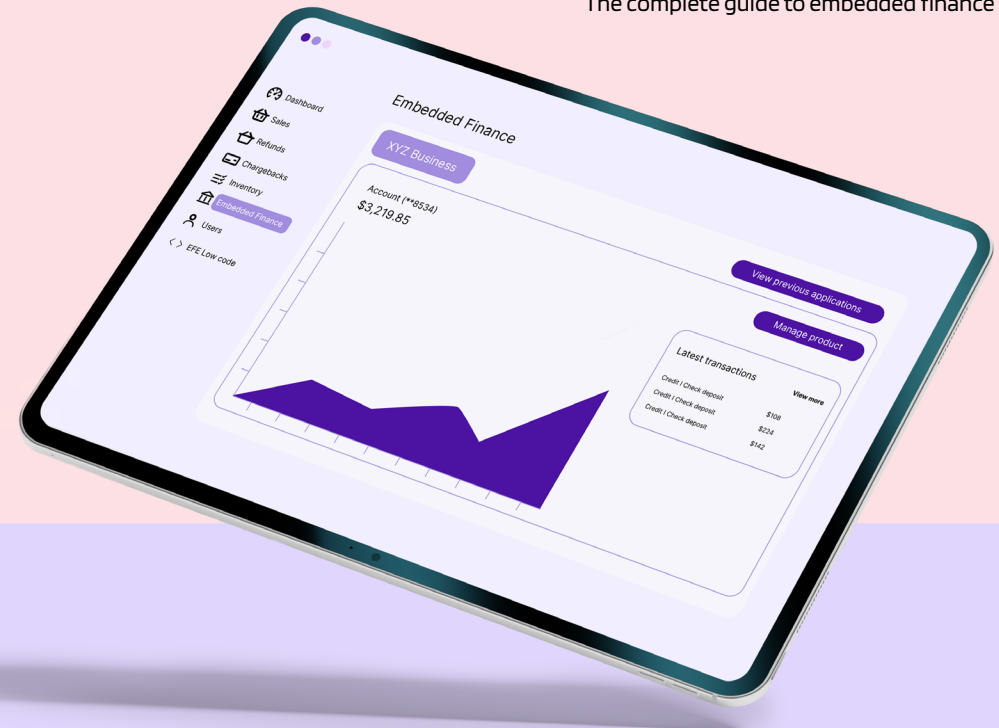 The complete guide to embedded finance
Dashboard
Sales
Refunds
Chargebacks
Inventory
Embedded Finance
Users
EFE Low code
Embedded Finance
XYZ Business
Account (**8534)
$3,219.85
View previous applications
Manage product
Latest transactions
View more
Credit | Check deposit $108
Credit | Check deposit $224
Credit | Check deposit $142